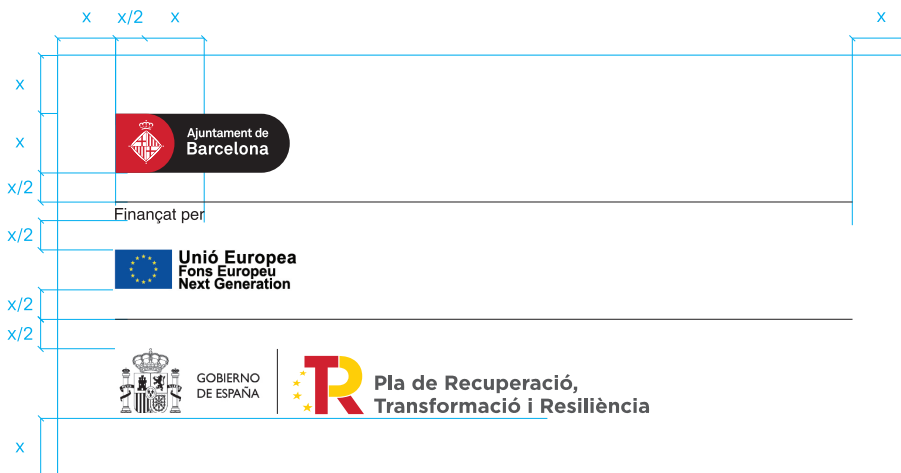 x x/2 x x
x
x
Ajuntament de
Barcelona
x/2
Finançat per
x/2
Unió Europea
Fons Europeu
Next Generation
x/2
x/2
GOBIERNO
DE ESPAÑA
TR
Pla de Recuperació,
Transformació i Resiliència
x